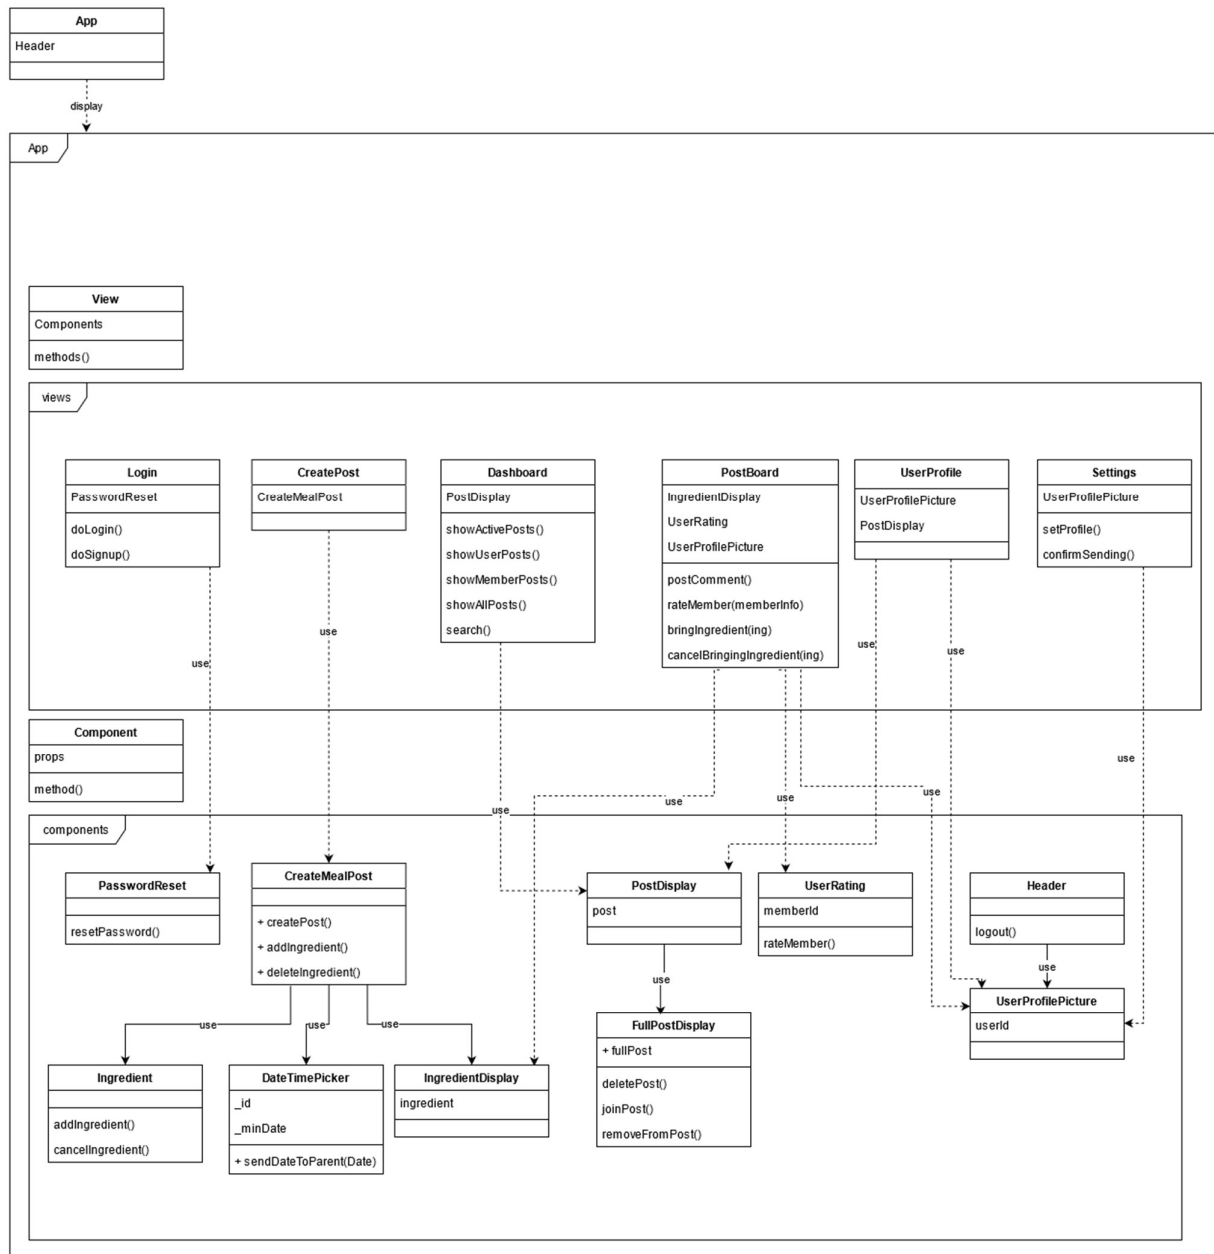 App
Header
display
App
View
Components
methods()
views
Login
PasswordReset
doLogin()
doSignup()
CreatePost
CreateMealPost
Dashboard
PostDisplay
showActivePosts()
showUserPosts()
showMemberPosts()
showAllPosts()
search()
PostBoard
IngredientDisplay
UserRating
UserProfilePicture
postComment()
rateMember(memberInfo)
bringIngredient(ing)
cancelBringingIngredient(ing)
UserProfile
UserProfilePicture
PostDisplay
Settings
UserProfilePicture
setProfile()
confirmSending()
use
use
use
use
use
use
use
use
use
use
Component
props
method()
components
PasswordReset
resetPassword()
CreateMealPost
+ createPost()
+ addIngredient()
+ deleteIngredient()
PostDisplay
post
UserRating
memberId
rateMember()
Header
logout()
use
use
use
use
use
UserProfilePicture
userId
FullPostDisplay
+ fullPost
deletePost()
joinPost()
removeFromPost()
Ingredient
addIngredient()
cancelIngredient()
DateTimePicker
_id
_minDate
+ sendDateToParent(Date)
IngredientDisplay
ingredient